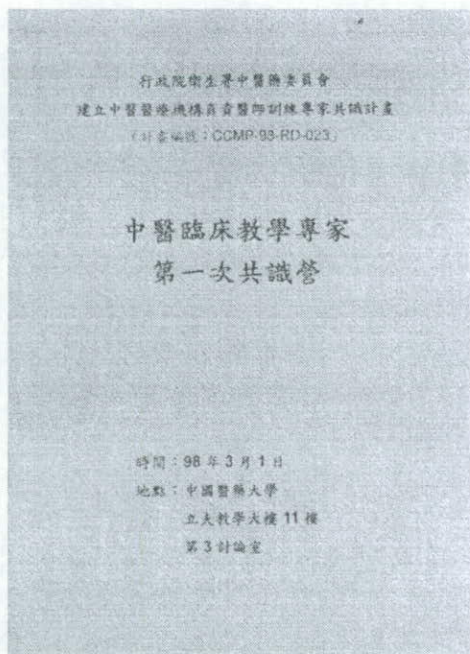 行政院衛生署中醫藥委員會
建立中醫醫療機構負責醫師訓練專家共識計畫
(計畫編號：CCMP-98-RD-023)
中醫臨床教學專家
第一次共識營
時間：98 年 3 月 1 日
地點：中國醫藥大學
立夫教學大樓 11 樓
第 3 討論室